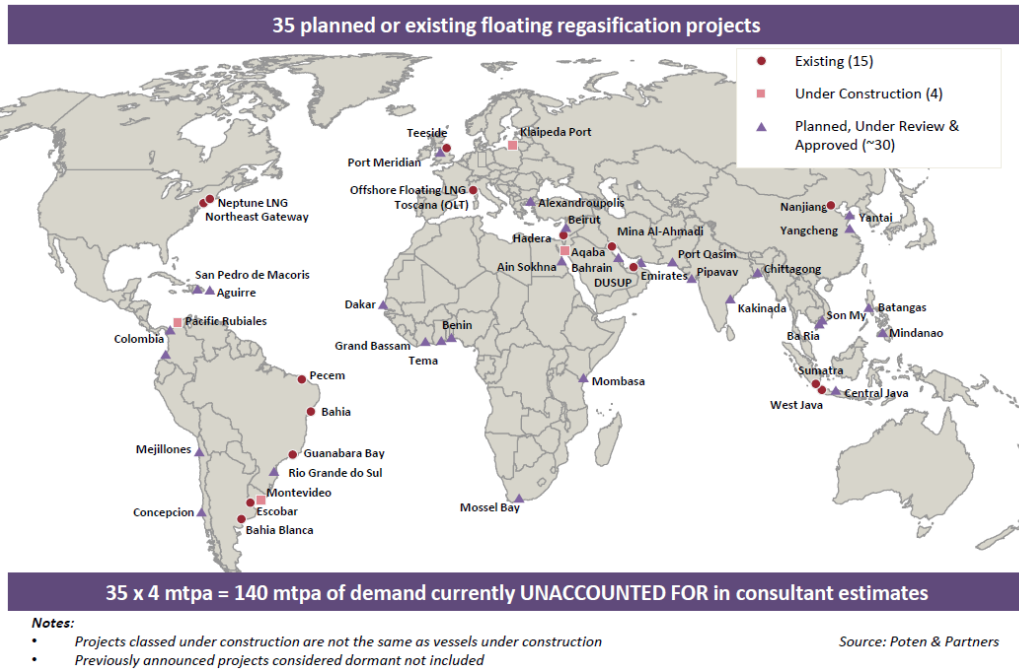 35 planned or existing floating regasification projects
Existing (15)
Under Construction (4)
Planned, Under Review &
Approved (~30)
Teeside
Klaipeda Port
Port Meridian
Offshore Floating LNG
Toscana (OLT)
Alexandroupolis
Beirut
Neptune LNG
Northeast Gateway
Nanjiang
Yantai
Yangcheng
Hadera
Mina Al-Ahmadi
Aqaba
Port Qasim
Ain Sokhna
Bahrain
Emirates
Pipavav
Chittagong
DUSUP
San Pedro de Macoris
Aguirre
Dakar
Kakinada
Son My
Batangas
Pacific Rubiales
Colombia
Benin
Ba Ria
Mindanao
Grand Bassam
Tema
Pecem
Mombasa
Sumatra
Central Java
West Java
Bahia
Mejillones
Guanabara Bay
Rio Grande do Sul
Montevideo
Mossel Bay
Concepcion
Escobar
Bahia Blanca
35 x 4 mtpa = 140 mtpa of demand currently UNACCOUNTED FOR in consultant estimates
Notes:
• Projects classed under construction are not the same as vessels under construction
Source: Poten & Partners
• Previously announced projects considered dormant not included